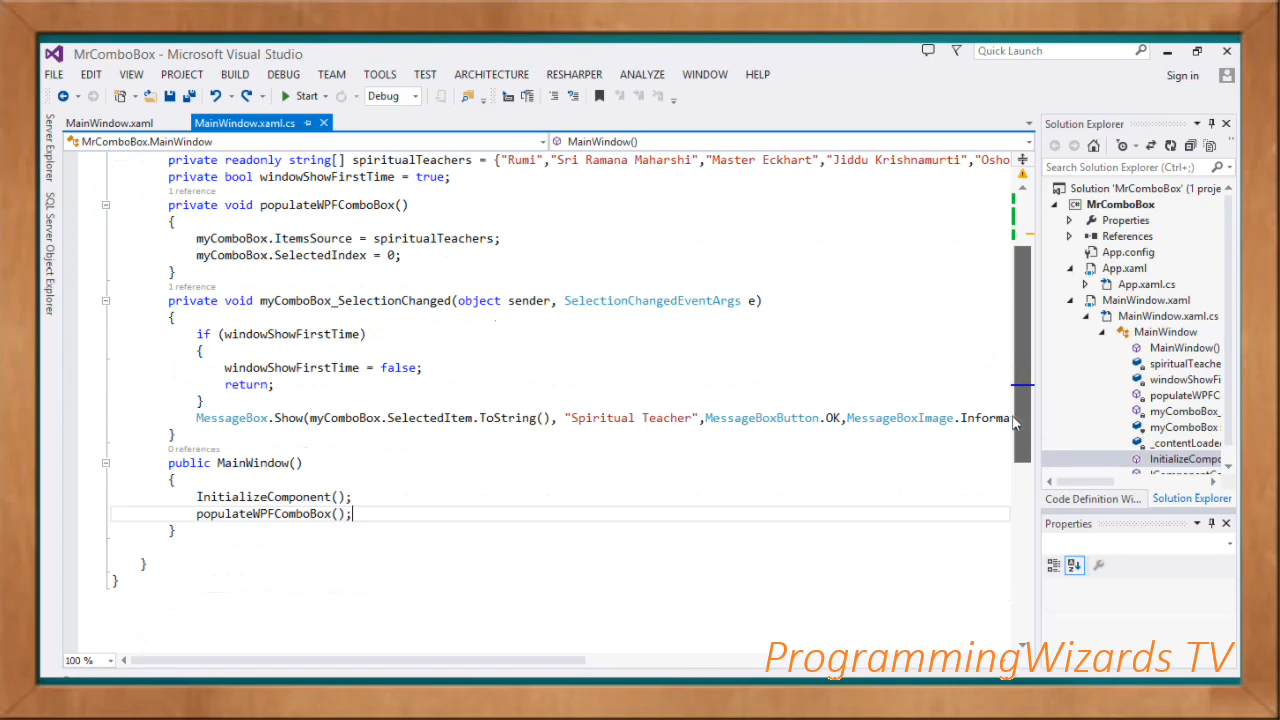 MrComboBox - Microsoft Visual Studio
Quick Launch
FILE EDIT VIEW PROJECT BUILD DEBUG TEAM TOOLS TEST ARCHITECTURE RESHARPER ANALYZE WINDOW HELP
Sign in
Start Debug
Server Explorer
SQL Server Object Explorer
MainWindow.xaml MainWindow.xaml.cs
MrComboBox.MainWindow MainWindow()
private readonly string[] spiritualTeachers = {"Rumi","Sri Ramana Maharshi","Master Eckhart","Jiddu Krishnamurti","Osho
private bool windowShowFirstTime = true;
1 reference
private void populateWPFComboBox()
{
myComboBox.ItemsSource = spiritualTeachers;
myComboBox.SelectedIndex = 0;
}
1 reference
private void myComboBox_SelectionChanged(object sender, SelectionChangedEventArgs e)
{
if (windowShowFirstTime)
{
windowShowFirstTime = false;
return;
}
MessageBox.Show(myComboBox.SelectedItem.ToString(), "Spiritual Teacher",MessageBoxButton.OK,MessageBoxImage.Informa
}
0 references
public MainWindow()
{
InitializeComponent();
populateWPFComboBox();
}
}
}
100 %
Solution Explorer
Search Solution Explorer (Ctrl+;)
Solution 'MrComboBox' (1 proje
MrComboBox
Properties
References
App.config
App.xaml
App.xaml.cs
MainWindow.xaml
MainWindow.xaml.cs
MainWindow
MainWindow()
spiritualTeache
windowShowFi
populateWPFC
myComboBox_
myComboBox :
_contentLoade
InitializeCompo
Code Definition Wi... Solution Explorer
Properties
ProgrammingWizards TV